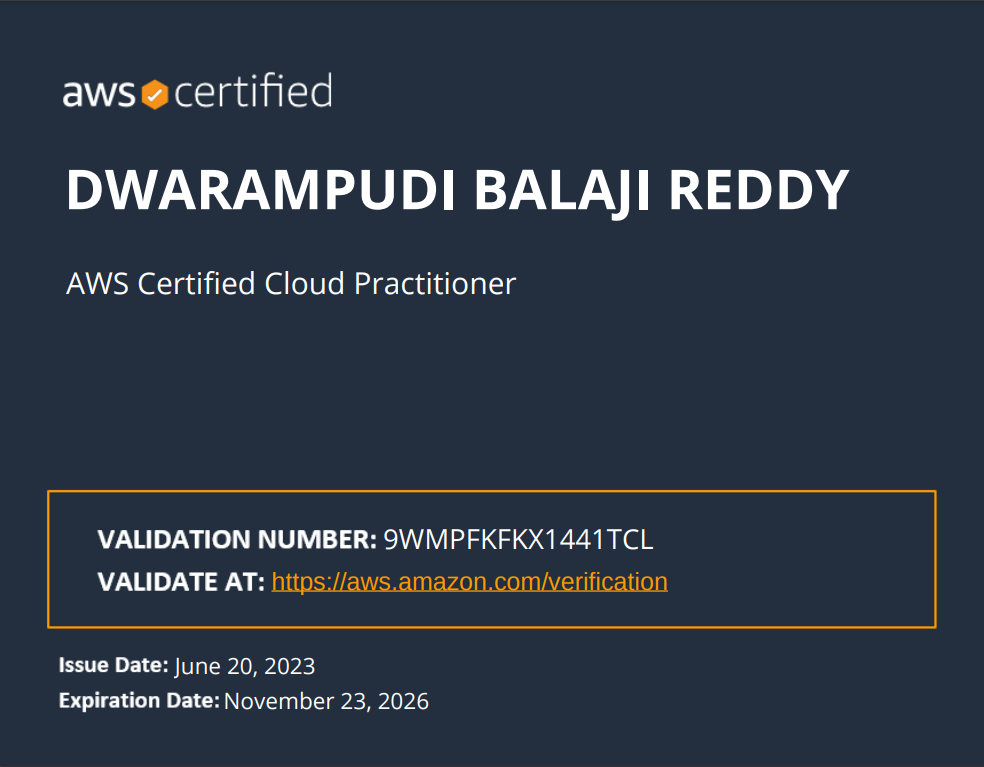 aws certified
DWARAMPUDI BALAJI REDDY
AWS Certified Cloud Practitioner
VALIDATION NUMBER: 9WMPFKFKX1441TCL
VALIDATE AT: https://aws.amazon.com/verification
Issue Date: June 20, 2023
Expiration Date: November 23, 2026